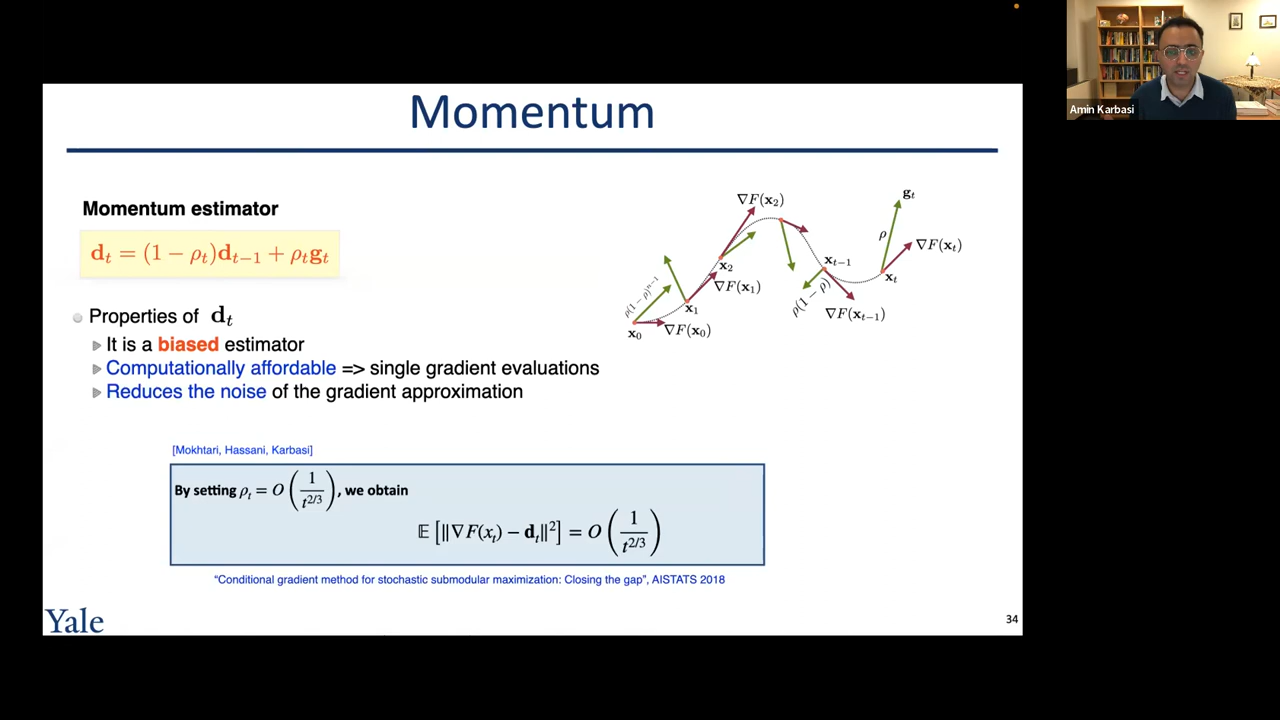 Amin Karbasi
Momentum
Momentum estimator
d_t = (1 − ρ_t)d_{t−1} + ρ_t g_t
Properties of d_t
It is a biased estimator
Computationally affordable => single gradient evaluations
Reduces the noise of the gradient approximation
∇F(x_2)
g_t
ρ
∇F(x_t)
x_2
x_{t−1}
x_t
ρ(1 − ρ)^{n−1}
∇F(x_1)
x_1
ρ(1 − ρ)
∇F(x_{t−1})
x_0
∇F(x_0)
[Mokhtari, Hassani, Karbasi]
By setting ρ_t = O(1/t^{2/3}), we obtain
𝔼[‖∇F(x_t) − d_t‖²] = O(1/t^{2/3})
“Conditional gradient method for stochastic submodular maximization: Closing the gap”, AISTATS 2018
Yale
34